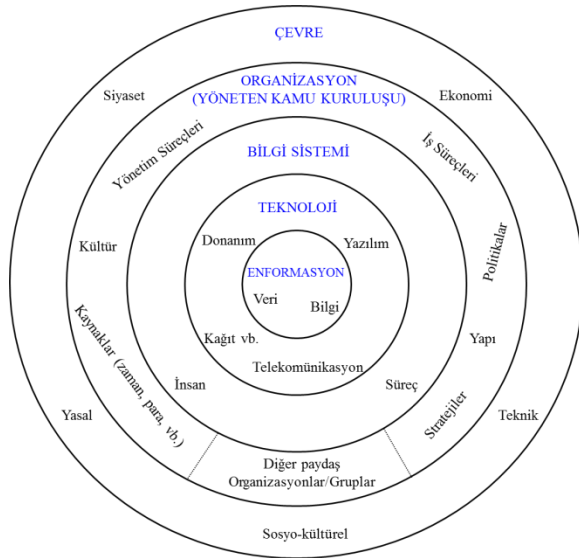 ÇEVRE
ORGANİZASYON
(YÖNETEN KAMU KURULUŞU)
Siyaset
Ekonomi
Yönetim Süreçleri
İş Süreçleri
BİLGİ SİSTEMİ
TEKNOLOJİ
Donanım
Yazılım
Kültür
Politikalar
ENFORMASYON
Veri
Bilgi
Kağıt vb.
Yapı
Telekomünikasyon
Kaynaklar (zaman, para, vb.)
İnsan
Süreç
Stratejiler
Yasal
Teknik
Diğer paydaş
Organizasyonlar/Gruplar
Sosyo-kültürel